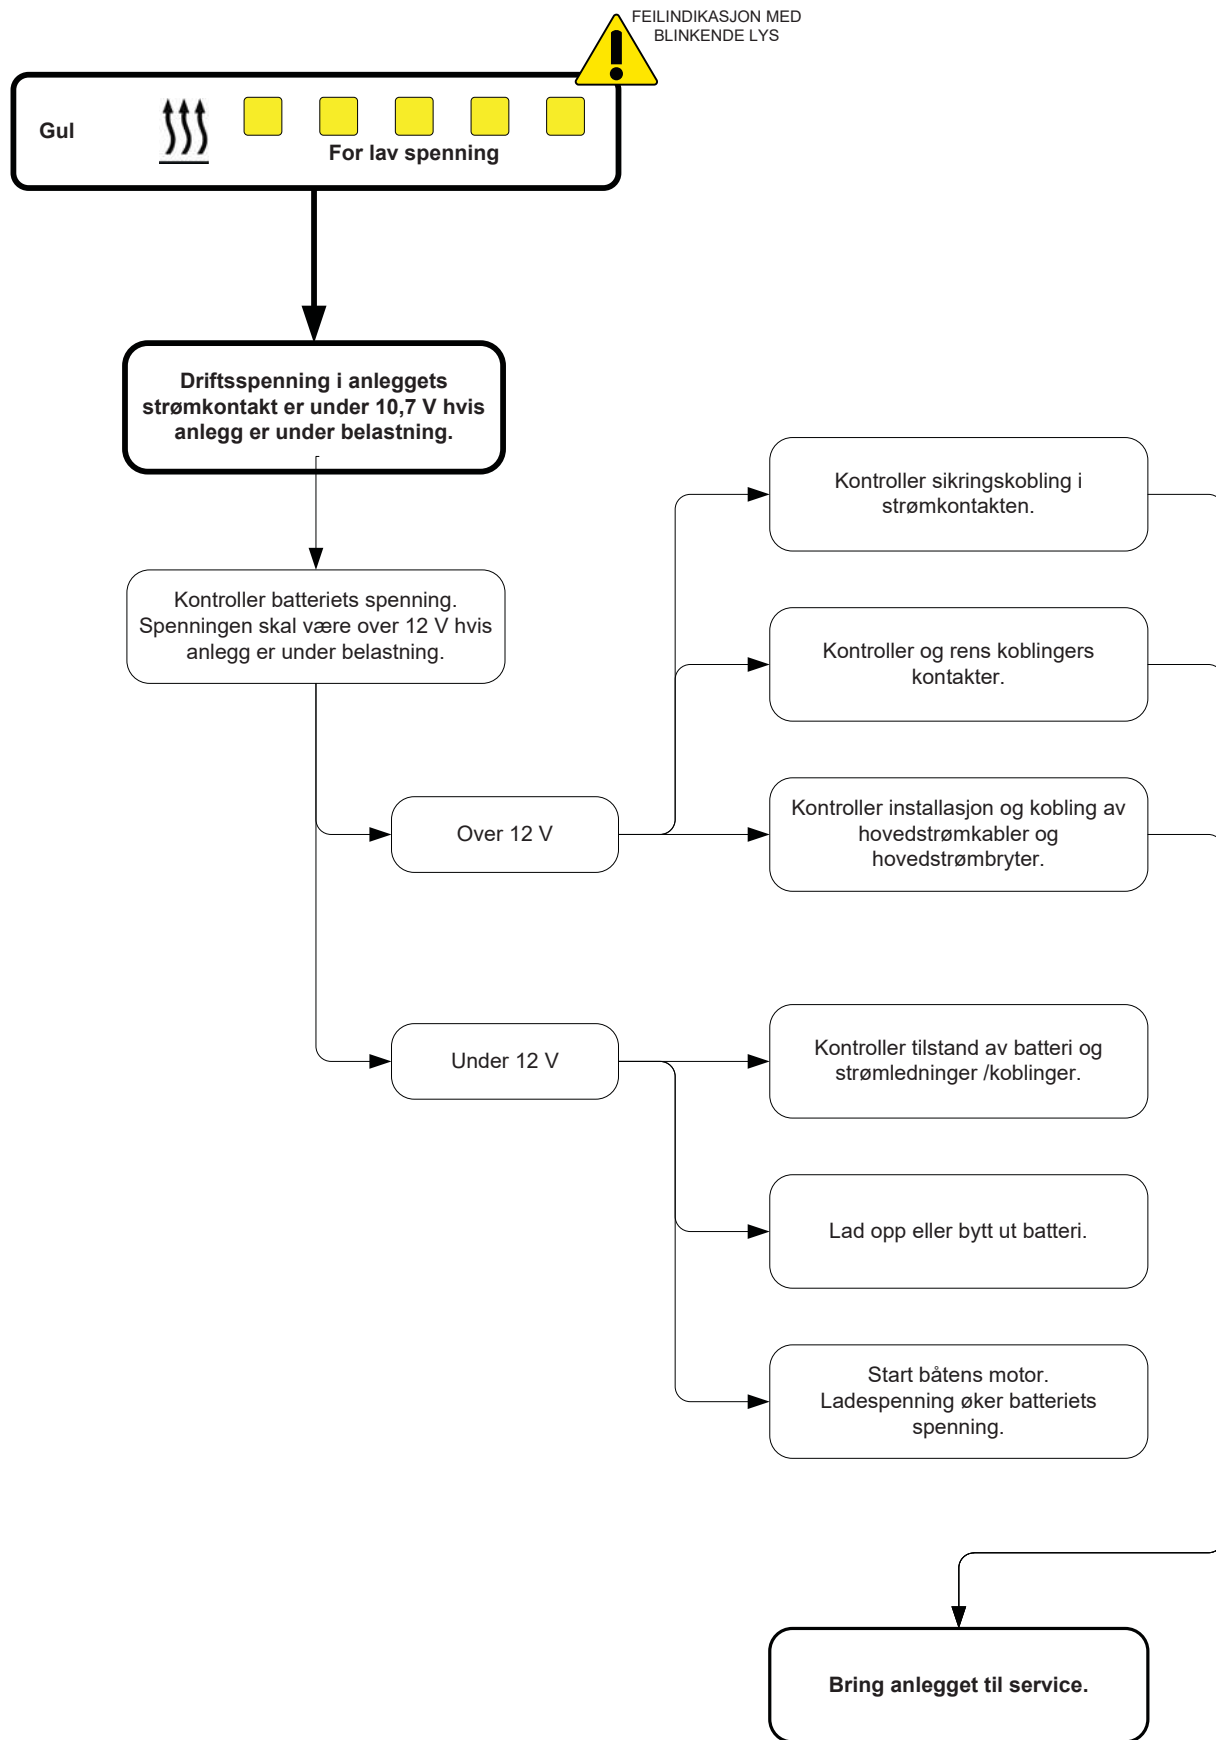 FEILINDIKASJON MED
BLINKENDE LYS
Gul
For lav spenning
Driftsspenning i anleggets
strømkontakt er under 10,7 V hvis
anlegg er under belastning.
Kontroller batteriets spenning.
Spenningen skal være over 12 V hvis
anlegg er under belastning.
Kontroller sikringskobling i
strømkontakten.
Kontroller og rens koblingers
kontakter.
Over 12 V
Kontroller installasjon og kobling av
hovedstrømkabler og
hovedstrømbryter.
Under 12 V
Kontroller tilstand av batteri og
strømledninger /koblinger.
Lad opp eller bytt ut batteri.
Start båtens motor.
Ladespenning øker batteriets
spenning.
Bring anlegget til service.